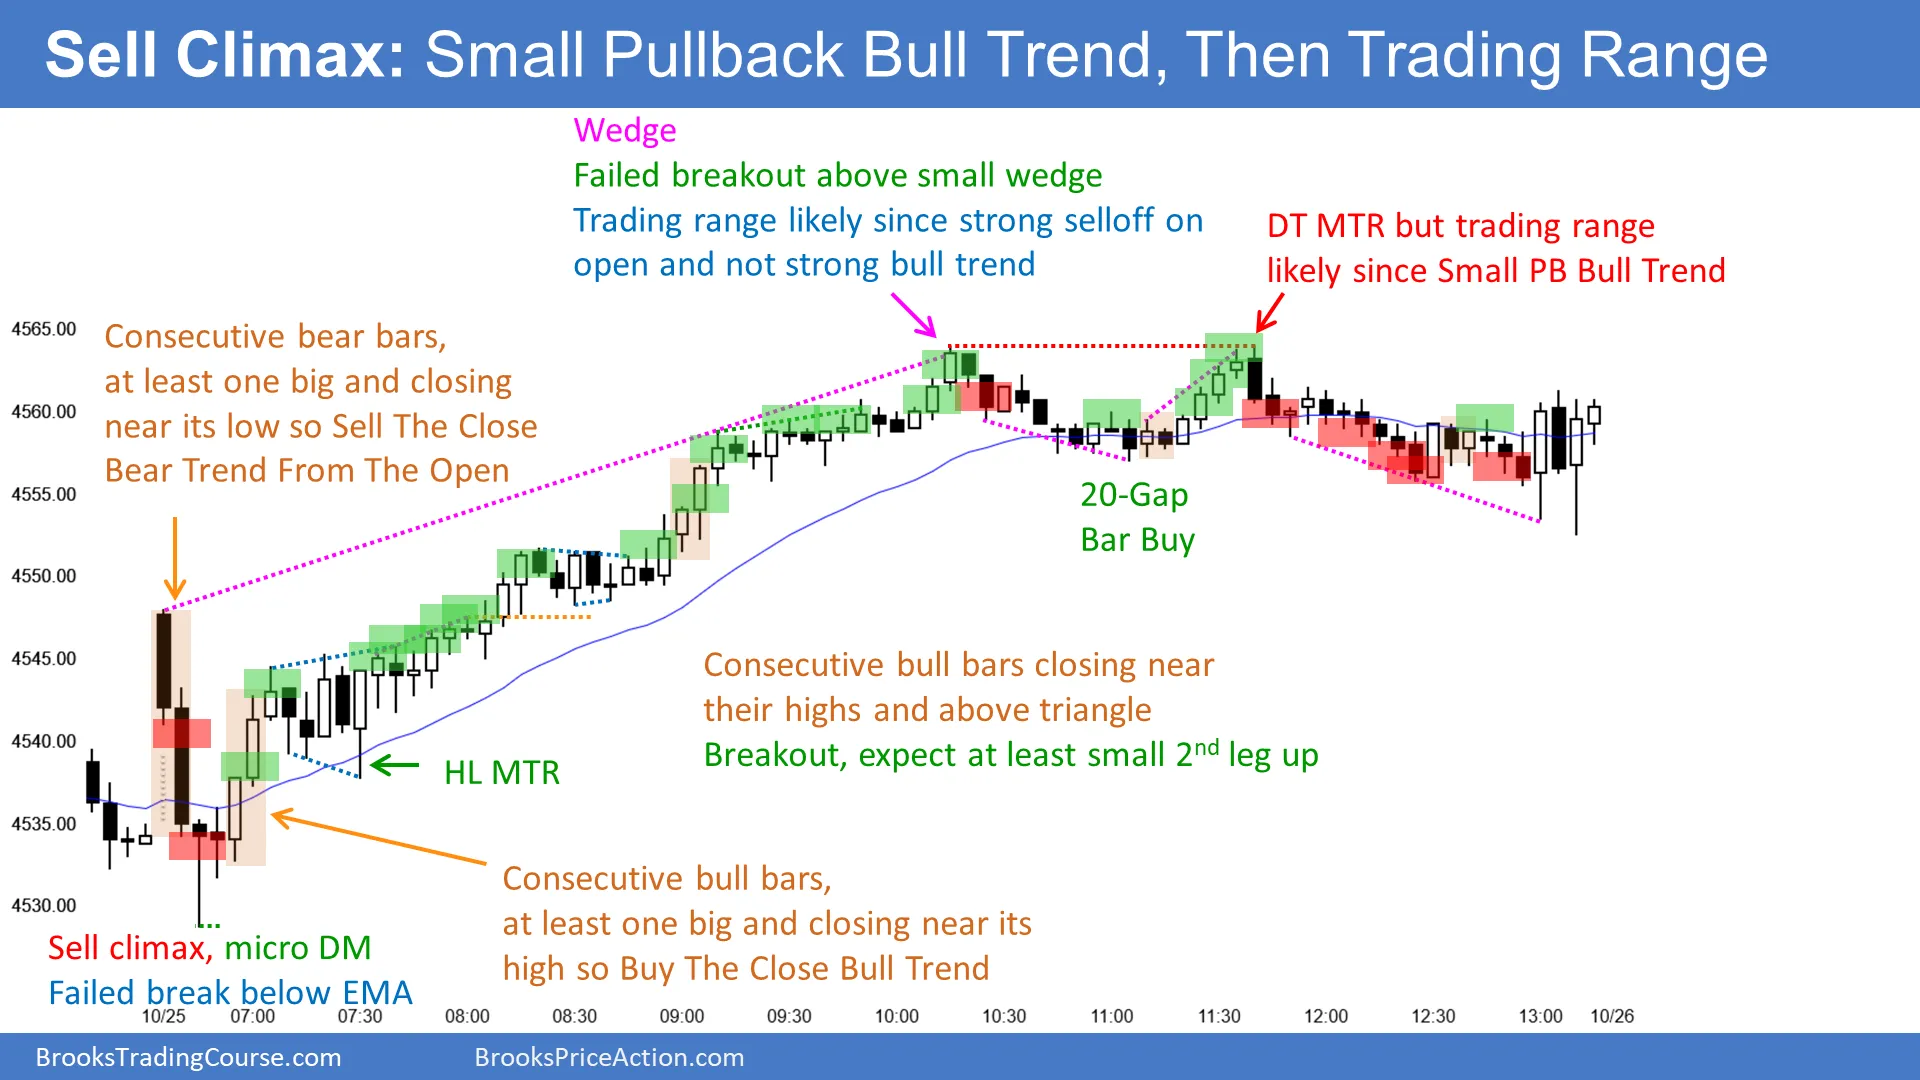 Sell Climax: Small Pullback Bull Trend, Then Trading Range
Wedge
Failed breakout above small wedge
Trading range likely since strong selloff on
open and not strong bull trend
DT MTR but trading range
likely since Small PB Bull Trend
Consecutive bear bars,
at least one big and closing
near its low so Sell The Close
Bear Trend From The Open
4565.00
4560.00
4555.00
4550.00
4545.00
4540.00
4535.00
4530.00
20-Gap
Bar Buy
Consecutive bull bars closing near
their highs and above triangle
Breakout, expect at least small 2nd leg up
HL MTR
Consecutive bull bars,
at least one big and closing near its
high so Buy The Close Bull Trend
Sell climax, micro DM
Failed break below EMA
10/25 07:00 07:30 08:00 08:30 09:00 09:30 10:00 10:30 11:00 11:30 12:00 12:30 13:00 10/26
BrooksTradingCourse.com BrooksPriceAction.com